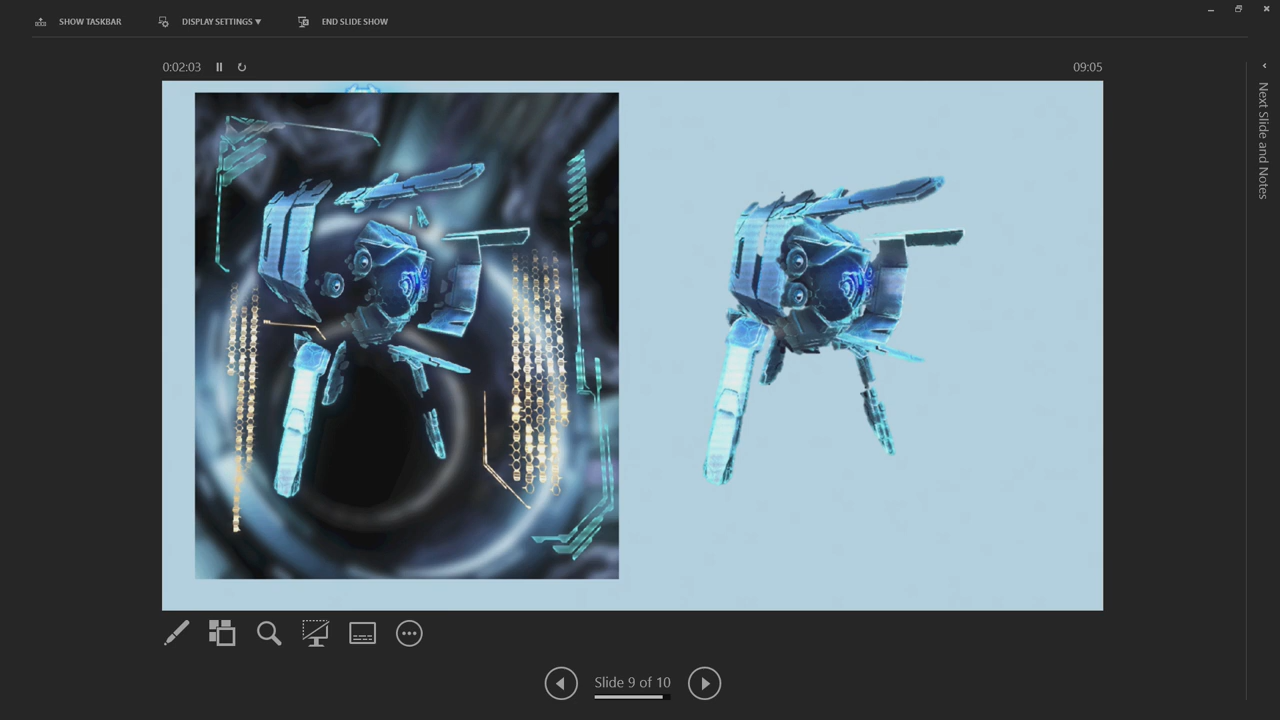 SHOW TASKBAR
DISPLAY SETTINGS ▼
END SLIDE SHOW
0:02:03
09:05
Next Slide and Notes
Slide 9 of 10